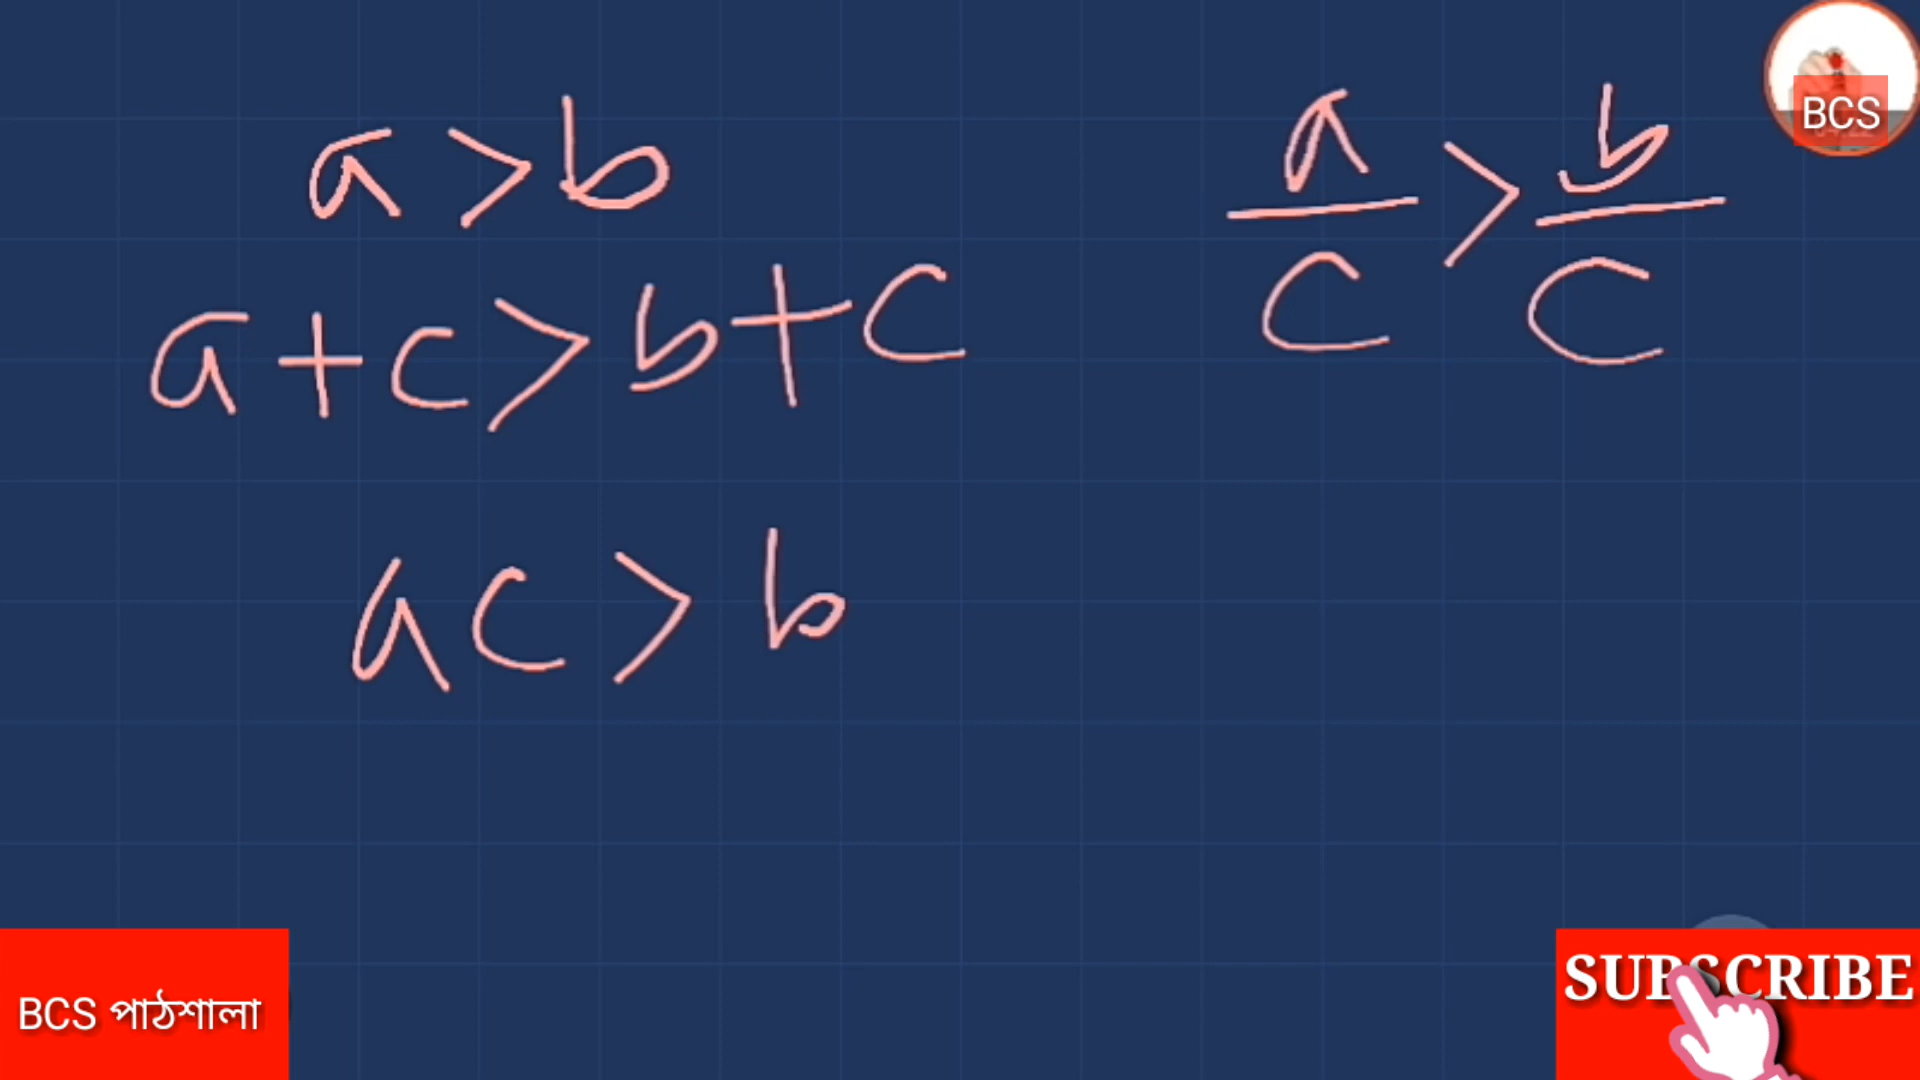 a > b
a + c > b + c
ac > b
a/c > b/c
BCS
BCS পাঠশালা
SUBSCRIBE